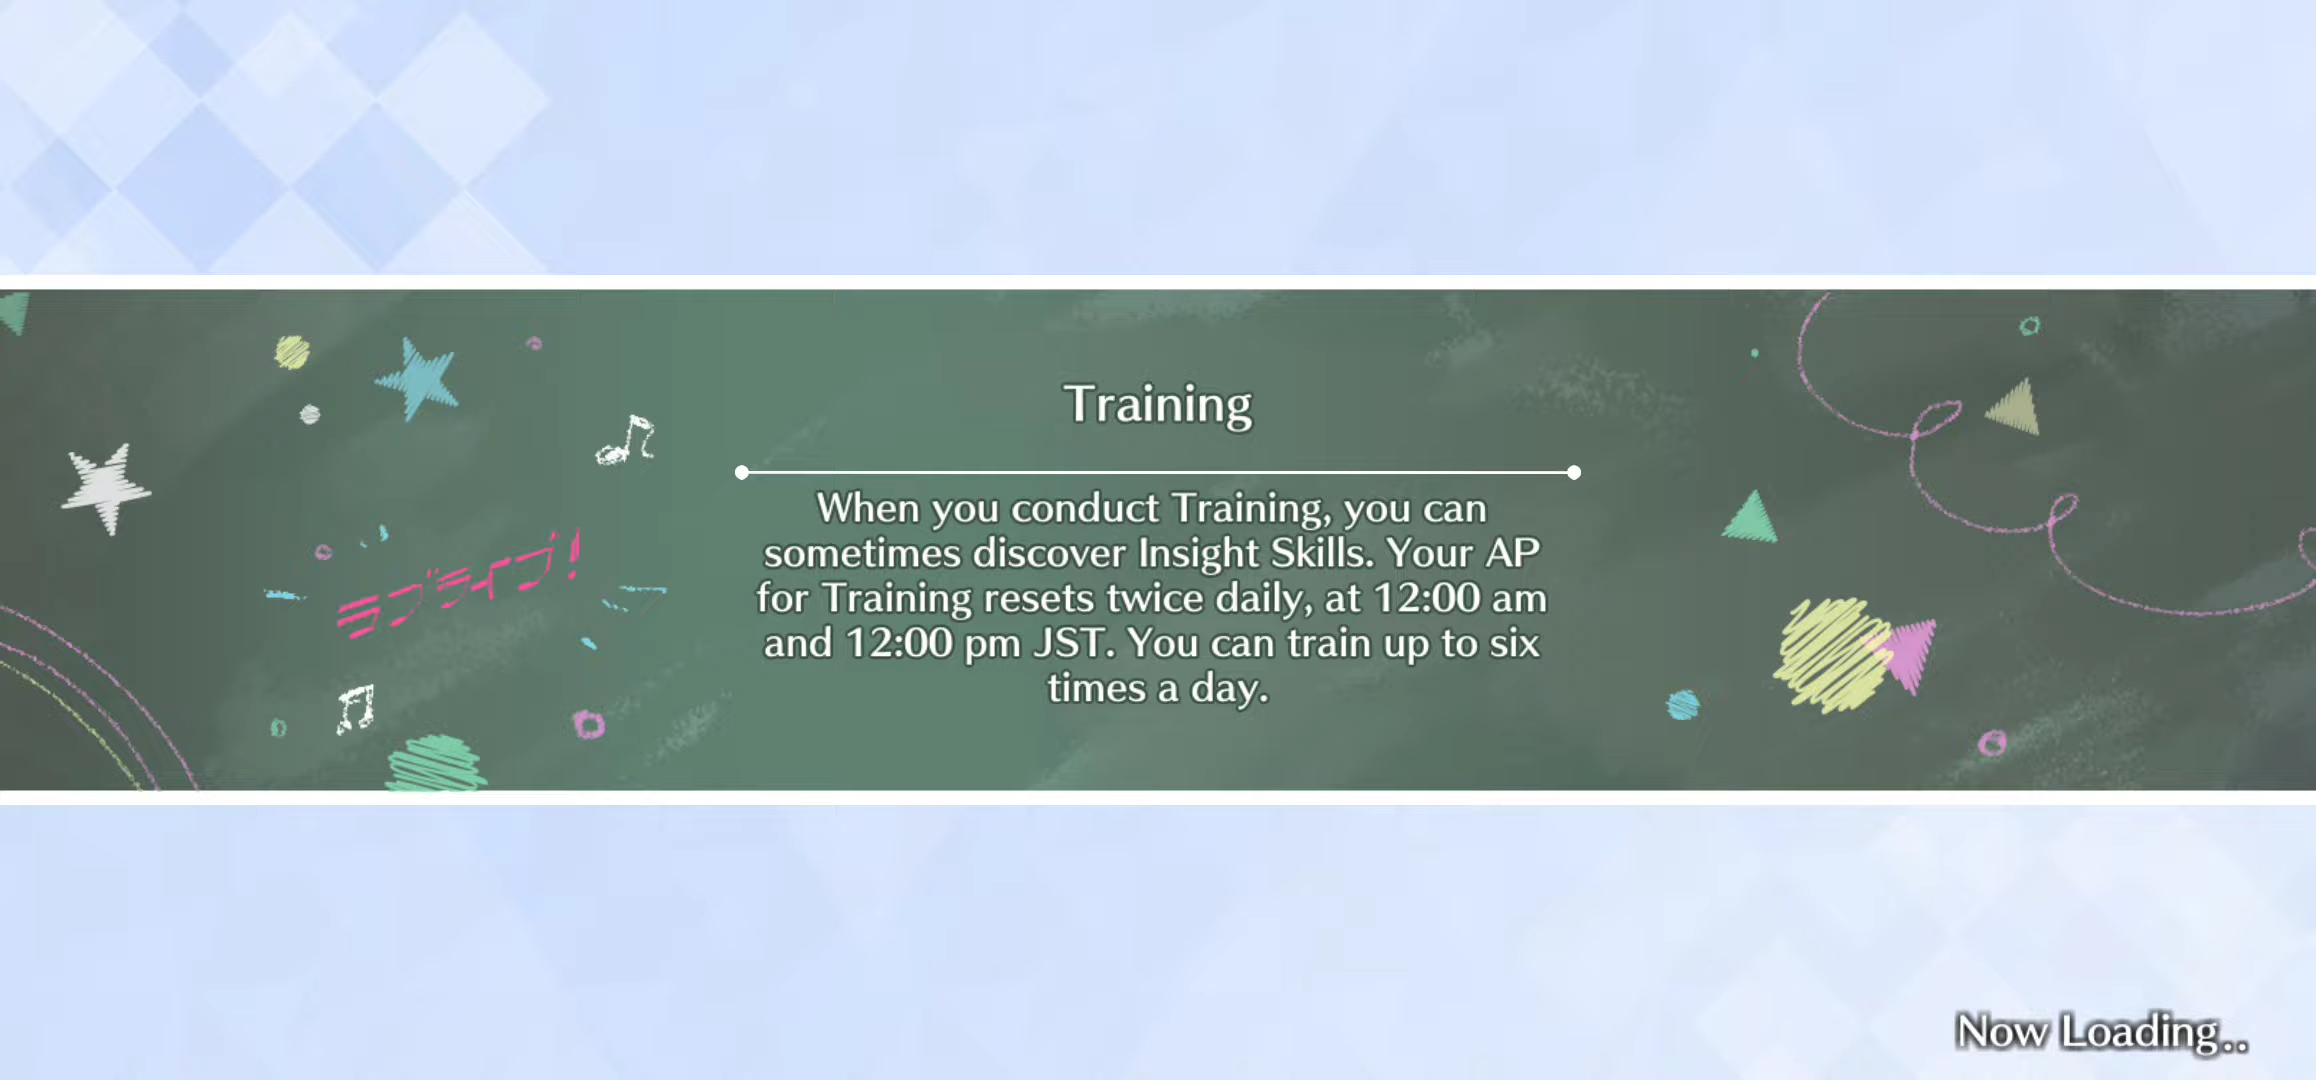 Training
ラブライブ!
When you conduct Training, you can
sometimes discover Insight Skills. Your AP
for Training resets twice daily, at 12:00 am
and 12:00 pm JST. You can train up to six
times a day.
Now Loading..